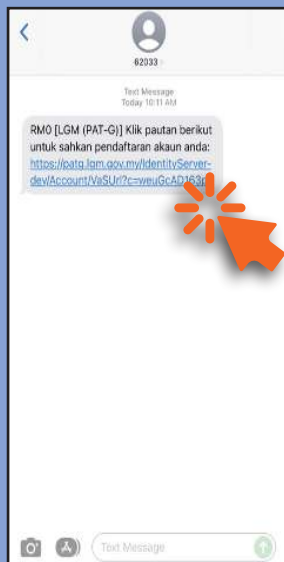 62033
Text Message
Today 10:11 AM
RM0 [LGM (PAT-G)] Klik pautan berikut
untuk sahkan pendaftaran akaun anda:
https://patg.lgm.gov.my/IdentityServer-
dev/Account/VaSUrl?c=weuGcAD163p
Text Message